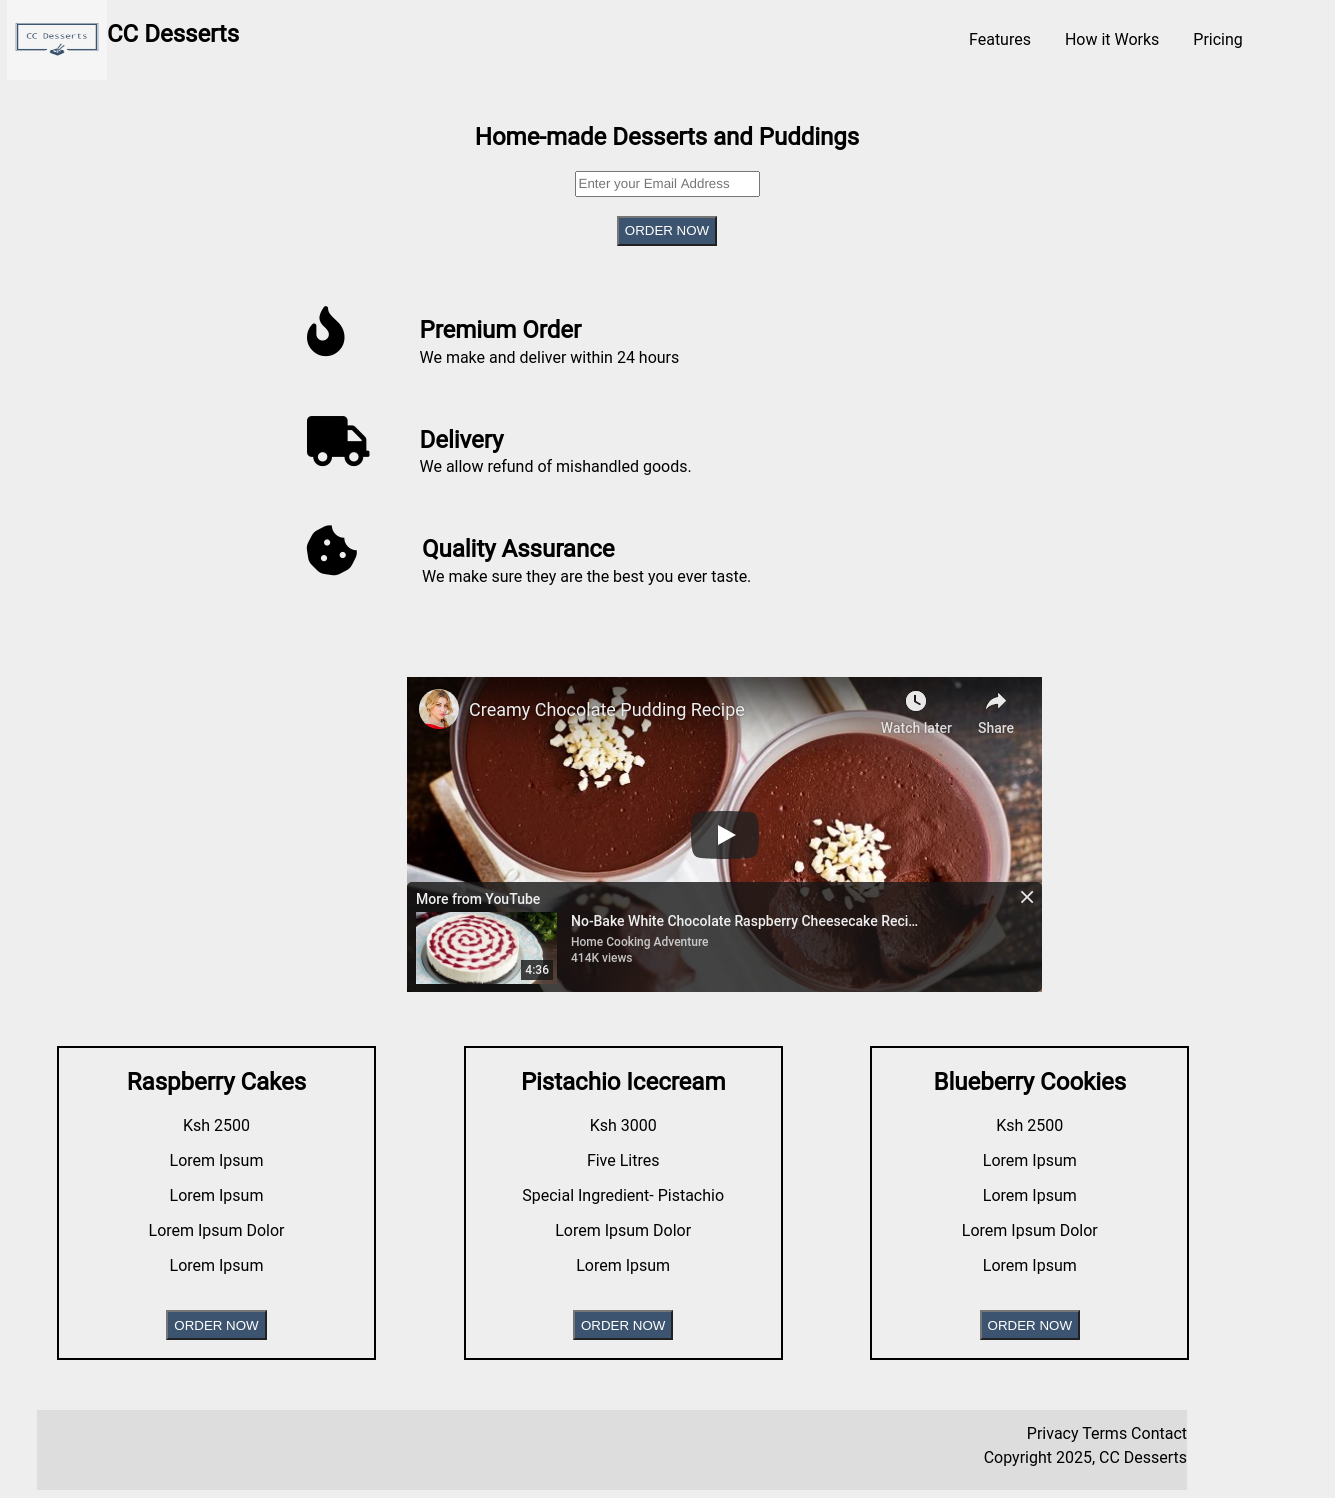 CC Desserts
CC Desserts
Features
How it Works
Pricing
Home-made Desserts and Puddings
Enter your Email Address
ORDER NOW
Premium Order
We make and deliver within 24 hours
Delivery
We allow refund of mishandled goods.
Quality Assurance
We make sure they are the best you ever taste.
Creamy Chocolate Pudding Recipe
Watch later
Share
More from YouTube
No-Bake White Chocolate Raspberry Cheesecake Reci...
Home Cooking Adventure
414K views
4:36
Raspberry Cakes
Ksh 2500
Lorem Ipsum
Lorem Ipsum
Lorem Ipsum Dolor
Lorem Ipsum
ORDER NOW
Pistachio Icecream
Ksh 3000
Five Litres
Special Ingredient- Pistachio
Lorem Ipsum Dolor
Lorem Ipsum
ORDER NOW
Blueberry Cookies
Ksh 2500
Lorem Ipsum
Lorem Ipsum
Lorem Ipsum Dolor
Lorem Ipsum
ORDER NOW
Privacy Terms Contact
Copyright 2025, CC Desserts